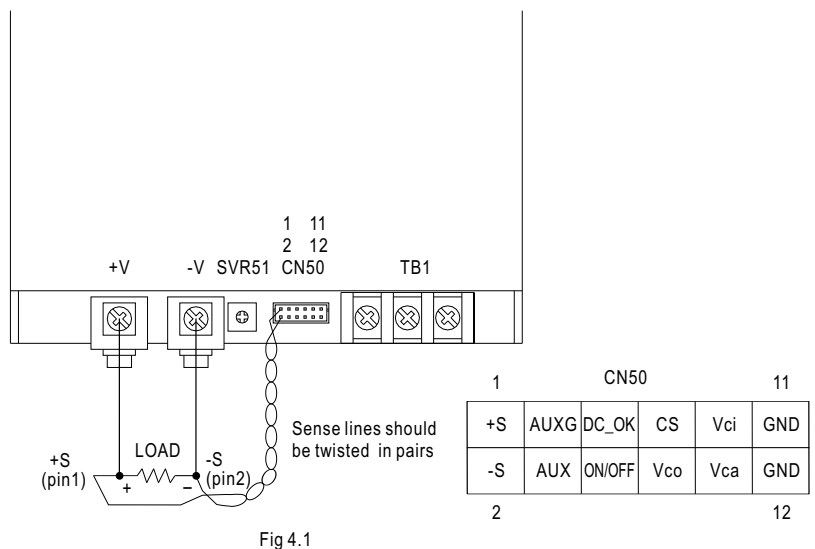 1 11
2 12
+V -V SVR51 CN50 TB1
LOAD
+S
(pin1)
-S
(pin2)
+ −
Sense lines should
be twisted in pairs
Fig 4.1
CN50
1 11
+S AUXG DC_OK CS Vci GND
-S AUX ON/OFF Vco Vca GND
2 12